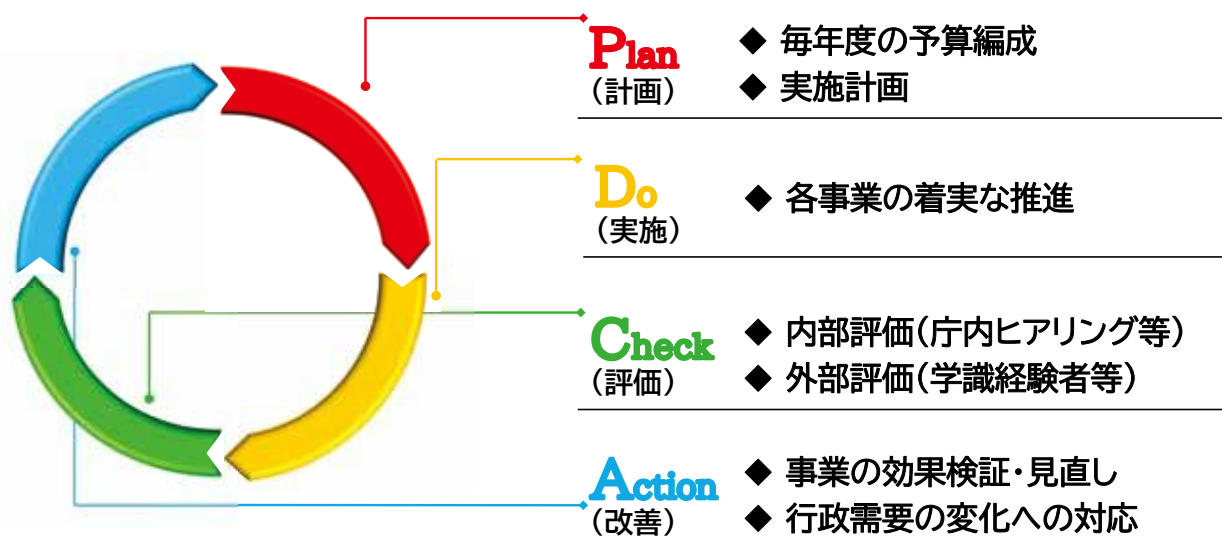 Plan
(計画)
◆ 毎年度の予算編成
◆ 実施計画
Do
(実施)
◆ 各事業の着実な推進
Check
(評価)
◆ 内部評価(庁内ヒアリング等)
◆ 外部評価(学識経験者等)
Action
(改善)
◆ 事業の効果検証・見直し
◆ 行政需要の変化への対応